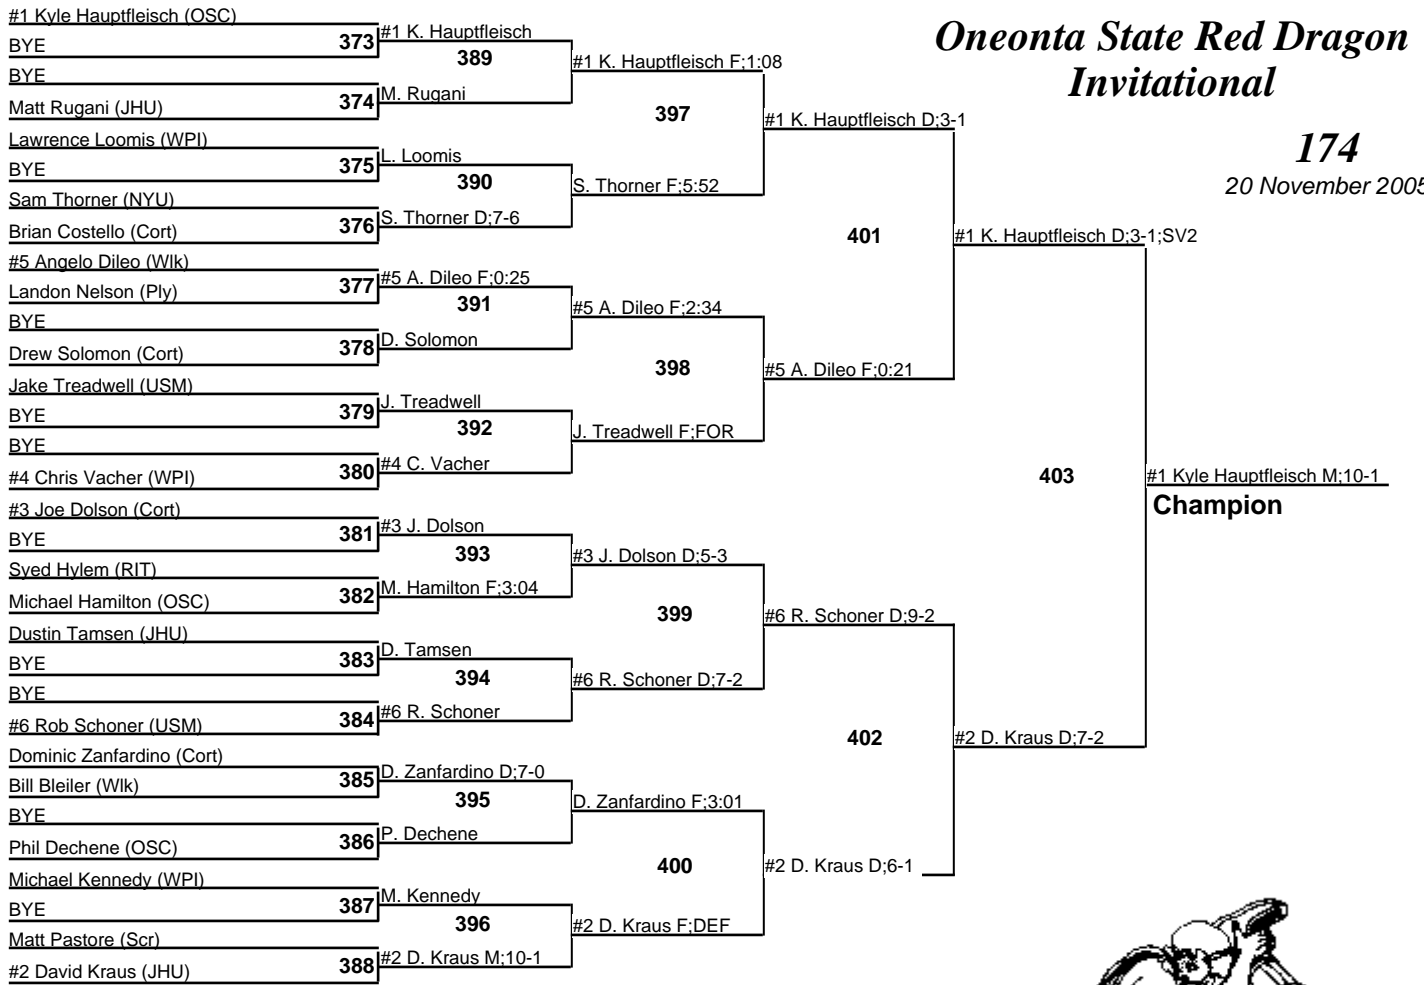 Oneonta State Red Dragon
Invitational
174
20 November 2005
#1 Kyle Hauptfleisch (OSC)
BYE
373
BYE
Matt Rugani (JHU)
374
Lawrence Loomis (WPI)
BYE
375
Sam Thorner (NYU)
Brian Costello (Cort)
376
#5 Angelo Dileo (Wlk)
Landon Nelson (Ply)
377
BYE
Drew Solomon (Cort)
378
Jake Treadwell (USM)
BYE
379
BYE
#4 Chris Vacher (WPI)
380
#3 Joe Dolson (Cort)
BYE
381
Syed Hylem (RIT)
Michael Hamilton (OSC)
382
Dustin Tamsen (JHU)
BYE
383
BYE
#6 Rob Schoner (USM)
384
Dominic Zanfardino (Cort)
Bill Bleiler (Wlk)
385
BYE
Phil Dechene (OSC)
386
Michael Kennedy (WPI)
BYE
387
Matt Pastore (Scr)
#2 David Kraus (JHU)
388
#1 K. Hauptfleisch
389
M. Rugani
L. Loomis
390
S. Thorner D;7-6
#5 A. Dileo F;0:25
391
D. Solomon
J. Treadwell
392
#4 C. Vacher
#3 J. Dolson
393
M. Hamilton F;3:04
D. Tamsen
394
#6 R. Schoner
D. Zanfardino D;7-0
395
P. Dechene
M. Kennedy
396
#2 D. Kraus M;10-1
#1 K. Hauptfleisch F;1:08
397
S. Thorner F;5:52
#5 A. Dileo F;2:34
398
J. Treadwell F;FOR
#3 J. Dolson D;5-3
399
#6 R. Schoner D;7-2
D. Zanfardino F;3:01
400
#2 D. Kraus F;DEF
#1 K. Hauptfleisch D;3-1
401
#5 A. Dileo F;0:21
#6 R. Schoner D;9-2
402
#2 D. Kraus D;6-1
#1 K. Hauptfleisch D;3-1;SV2
403
#2 D. Kraus D;7-2
#1 Kyle Hauptfleisch M;10-1
Champion